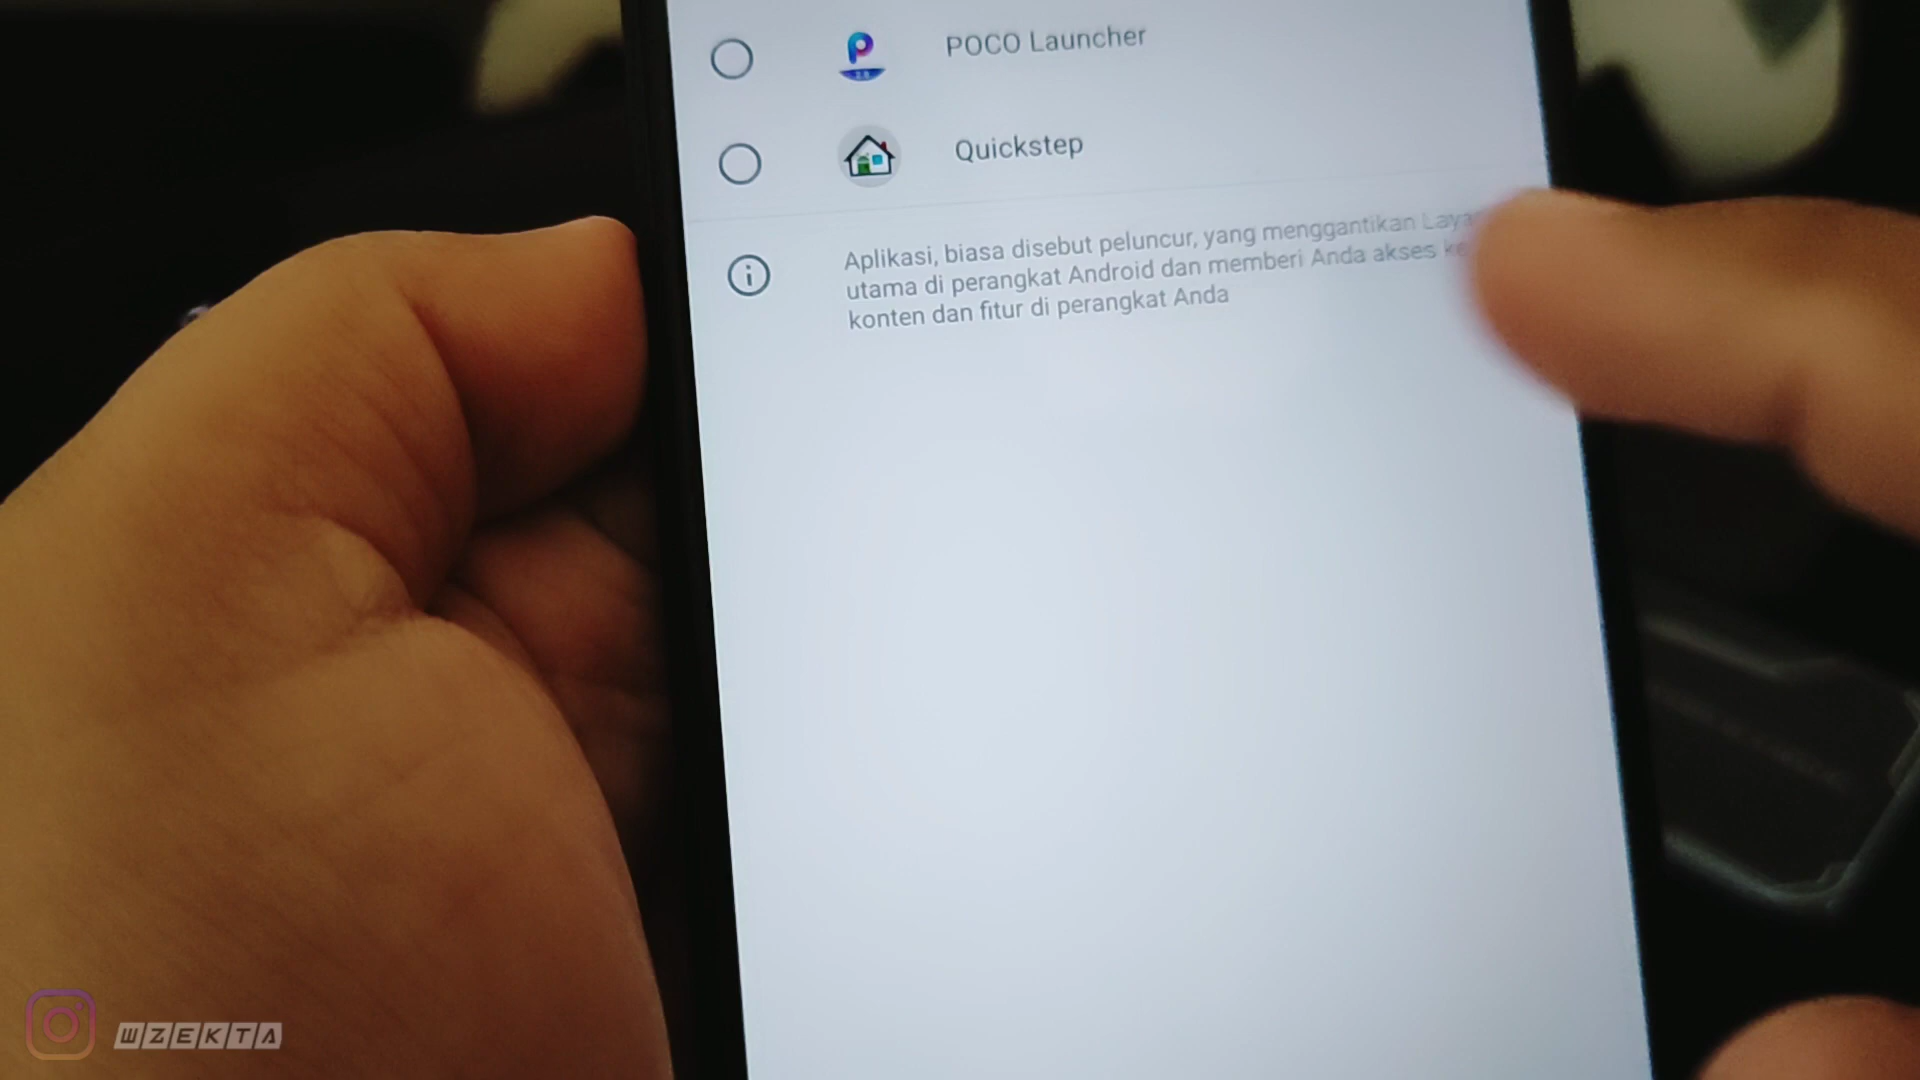 POCO Launcher
Quickstep
Aplikasi, biasa disebut peluncur, yang menggantikan
utama di perangkat Android dan memberi Anda akses
konten dan fitur di perangkat Anda
WZEKTA